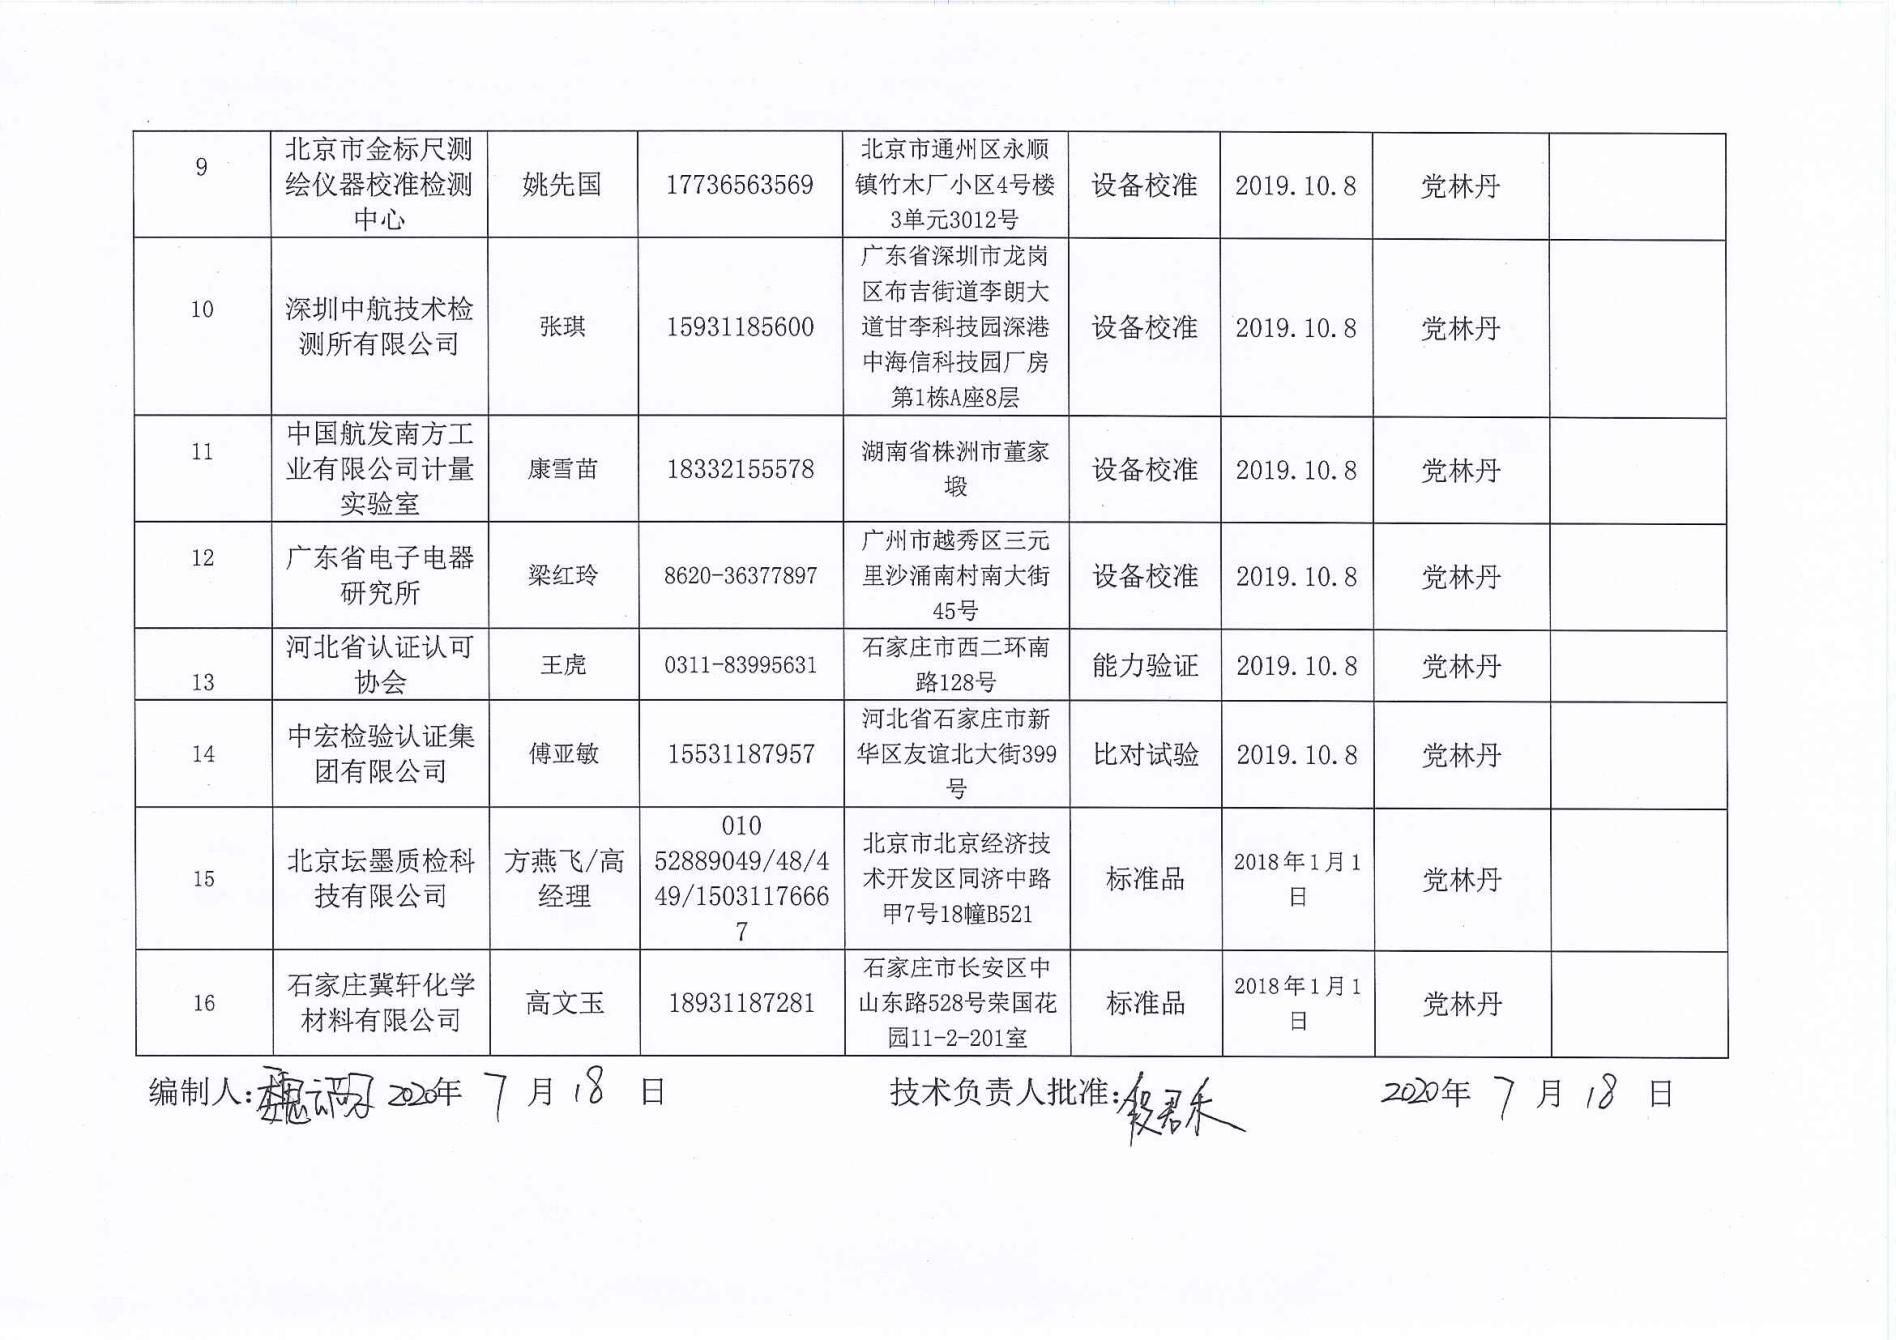 9
北京市金标尺测
绘仪器校准检测
中心
姚先国
17736563569
北京市通州区永顺
镇竹木厂小区4号楼
3单元3012号
设备校准
2019.10.8
党林丹
10
深圳中航技术检
测所有限公司
张琪
15931185600
广东省深圳市龙岗
区布吉街道李朗大
道甘李科技园深港
中海信科技园厂房
第1栋A座8层
设备校准
2019.10.8
党林丹
11
中国航发南方工
业有限公司计量
实验室
康雪苗
18332155578
湖南省株洲市董家
塅
设备校准
2019.10.8
党林丹
12
广东省电子电器
研究所
梁红玲
8620-36377897
广州市越秀区三元
里沙涌南村南大街
45号
设备校准
2019.10.8
党林丹
13
河北省认证认可
协会
王虎
0311-83995631
石家庄市西二环南
路128号
能力验证
2019.10.8
党林丹
14
中宏检验认证集
团有限公司
傅亚敏
15531187957
河北省石家庄市新
华区友谊北大街399
号
比对试验
2019.10.8
党林丹
15
北京坛墨质检科
技有限公司
方燕飞/高
经理
010
52889049/48/4
49/1503117666
7
北京市北京经济技
术开发区同济中路
甲7号18幢B521
标准品
2018年1月1
日
党林丹
16
石家庄冀轩化学
材料有限公司
高文玉
18931187281
石家庄市长安区中
山东路528号荣国花
园11-2-201室
标准品
2018年1月1
日
党林丹
编制人: 2020年 7 月 18 日
技术负责人批准: 2020年 7 月 18 日